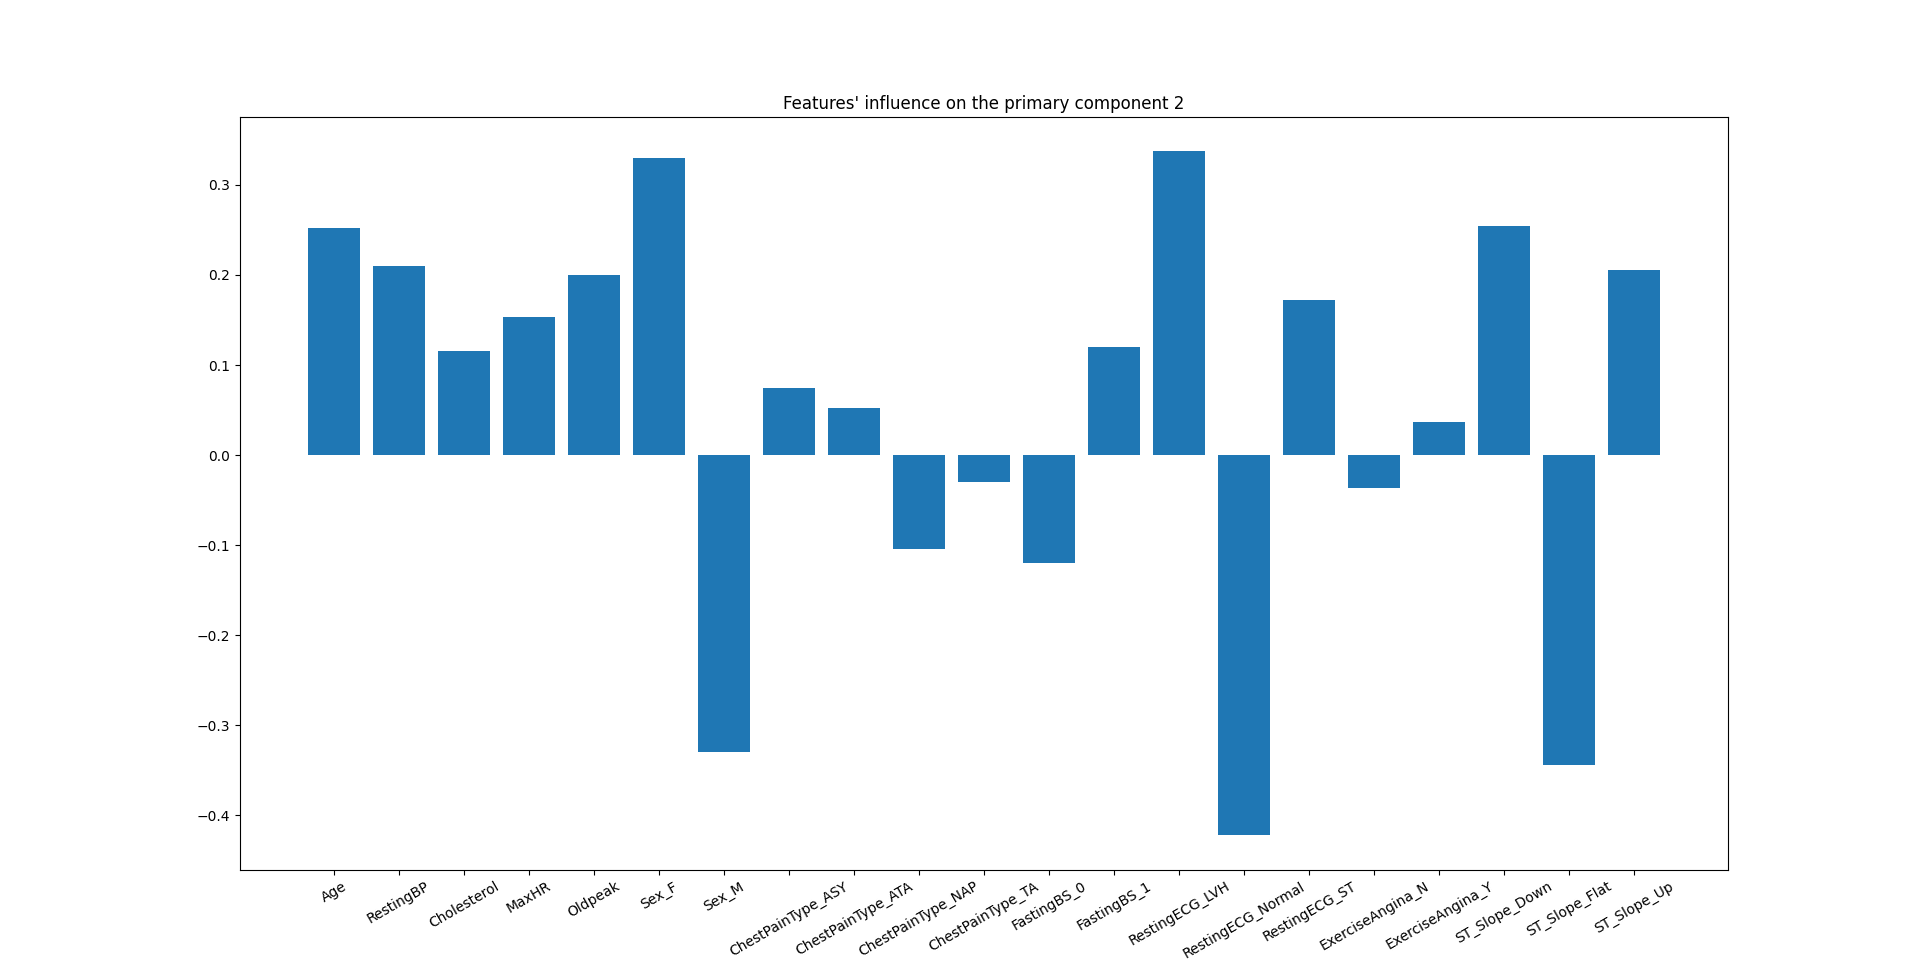 Features' influence on the primary component 2
0.3
0.2
0.1
0.0
−0.1
−0.2
−0.3
−0.4
Age
RestingBP
Cholesterol
MaxHR
Oldpeak
Sex_F
Sex_M
ChestPainType_ASY
ChestPainType_ATA
ChestPainType_NAP
ChestPainType_TA
FastingBS_0
FastingBS_1
RestingECG_LVH
RestingECG_Normal
RestingECG_ST
ExerciseAngina_N
ExerciseAngina_Y
ST_Slope_Down
ST_Slope_Flat
ST_Slope_Up